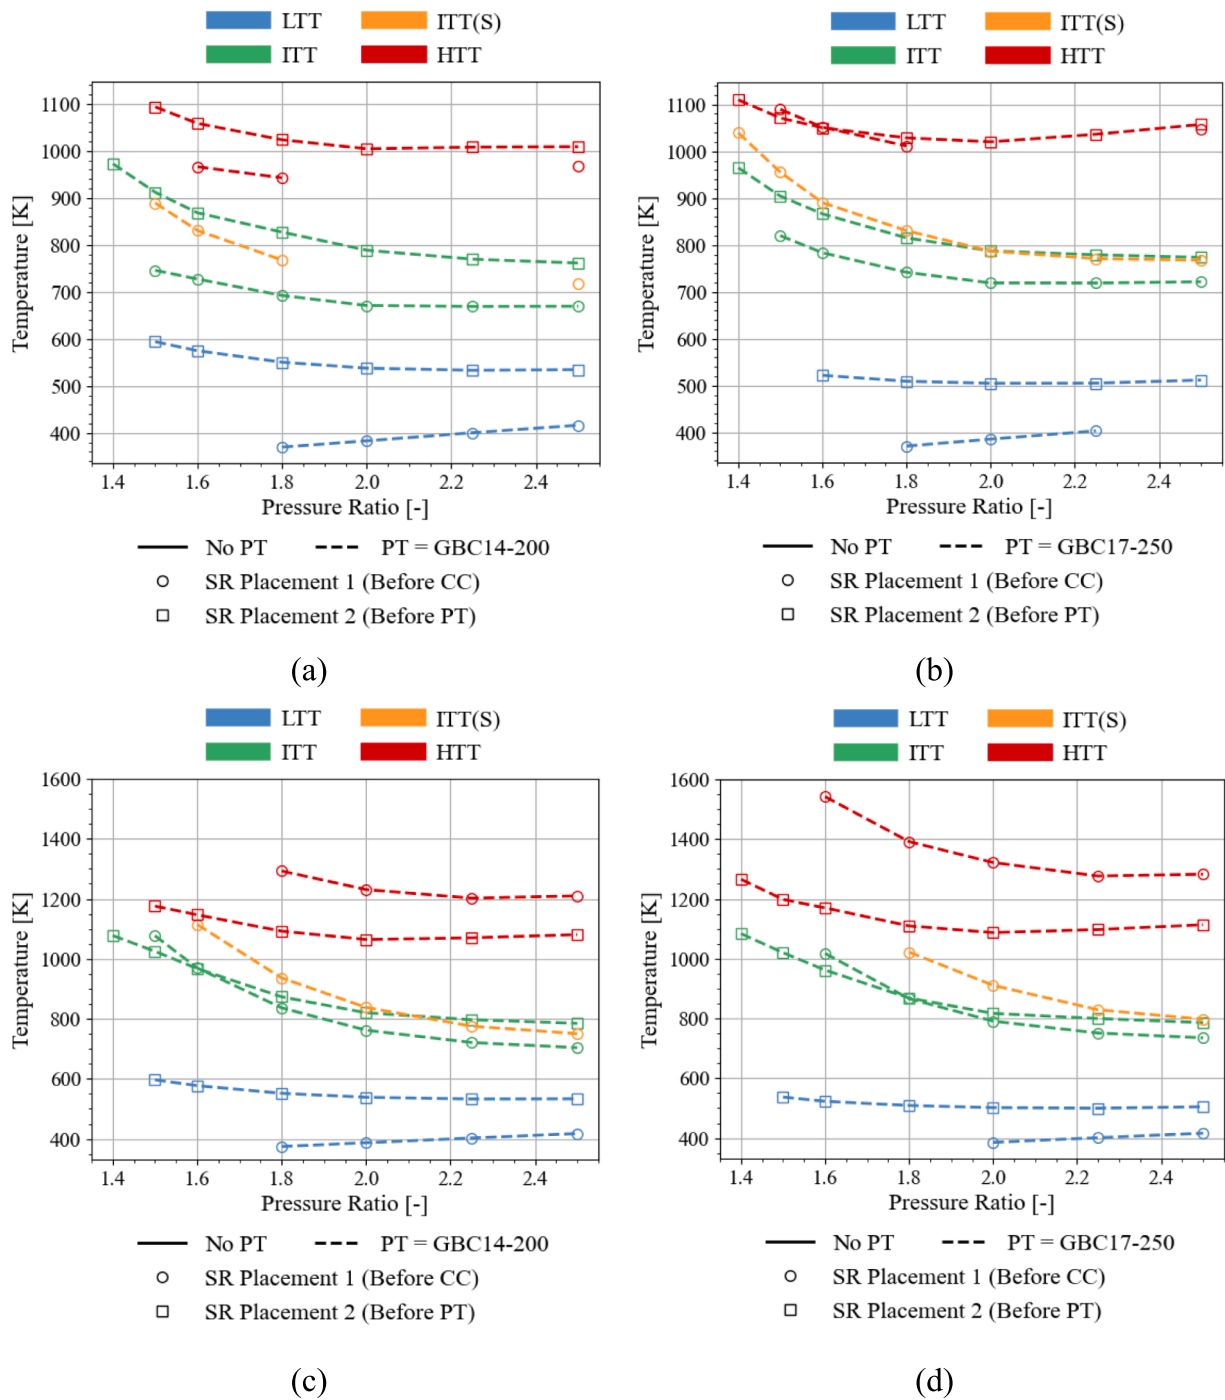 LTT ITT(S)
ITT HTT
1100
1000
900
800
700
600
500
400
Temperature [K]
1.4 1.6 1.8 2.0 2.2 2.4
Pressure Ratio [-]
No PT PT = GBC14-200
SR Placement 1 (Before CC)
SR Placement 2 (Before PT)
(a)
LTT ITT(S)
ITT HTT
1100
1000
900
800
700
600
500
400
Temperature [K]
1.4 1.6 1.8 2.0 2.2 2.4
Pressure Ratio [-]
No PT PT = GBC17-250
SR Placement 1 (Before CC)
SR Placement 2 (Before PT)
(b)
LTT ITT(S)
ITT HTT
1600
1400
1200
1000
800
600
400
Temperature [K]
1.4 1.6 1.8 2.0 2.2 2.4
Pressure Ratio [-]
No PT PT = GBC14-200
SR Placement 1 (Before CC)
SR Placement 2 (Before PT)
(c)
LTT ITT(S)
ITT HTT
1600
1400
1200
1000
800
600
400
Temperature [K]
1.4 1.6 1.8 2.0 2.2 2.4
Pressure Ratio [-]
No PT PT = GBC17-250
SR Placement 1 (Before CC)
SR Placement 2 (Before PT)
(d)